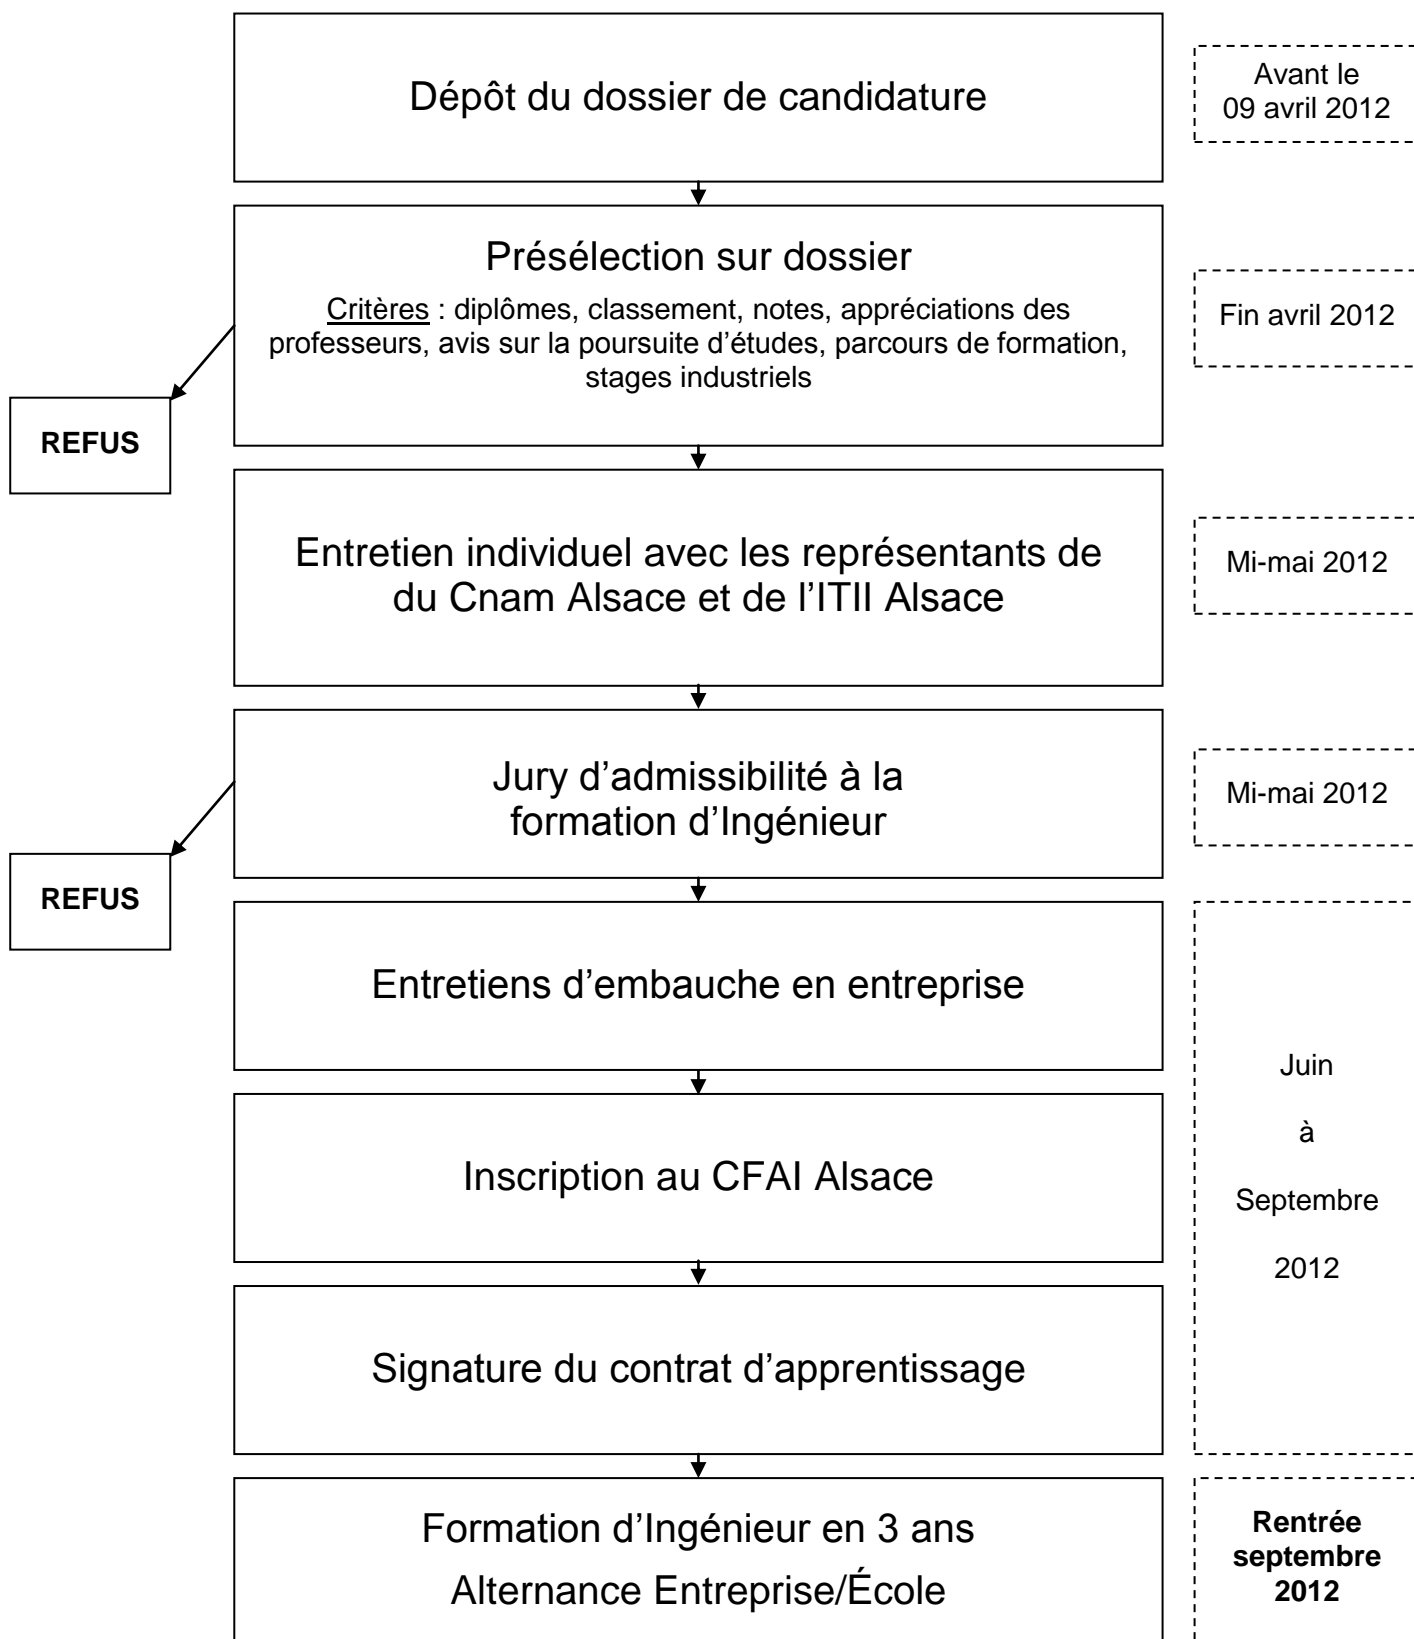 Dépôt du dossier de candidature
Avant le
09 avril 2012
Présélection sur dossier
Critères : diplômes, classement, notes, appréciations des
professeurs, avis sur la poursuite d’études, parcours de formation,
stages industriels
Fin avril 2012
REFUS
Entretien individuel avec les représentants de
du Cnam Alsace et de l’ITII Alsace
Mi-mai 2012
Jury d’admissibilité à la
formation d’Ingénieur
Mi-mai 2012
REFUS
Entretiens d’embauche en entreprise
Juin
à
Septembre
2012
Inscription au CFAI Alsace
Signature du contrat d’apprentissage
Formation d’Ingénieur en 3 ans
Alternance Entreprise/École
Rentrée
septembre
2012